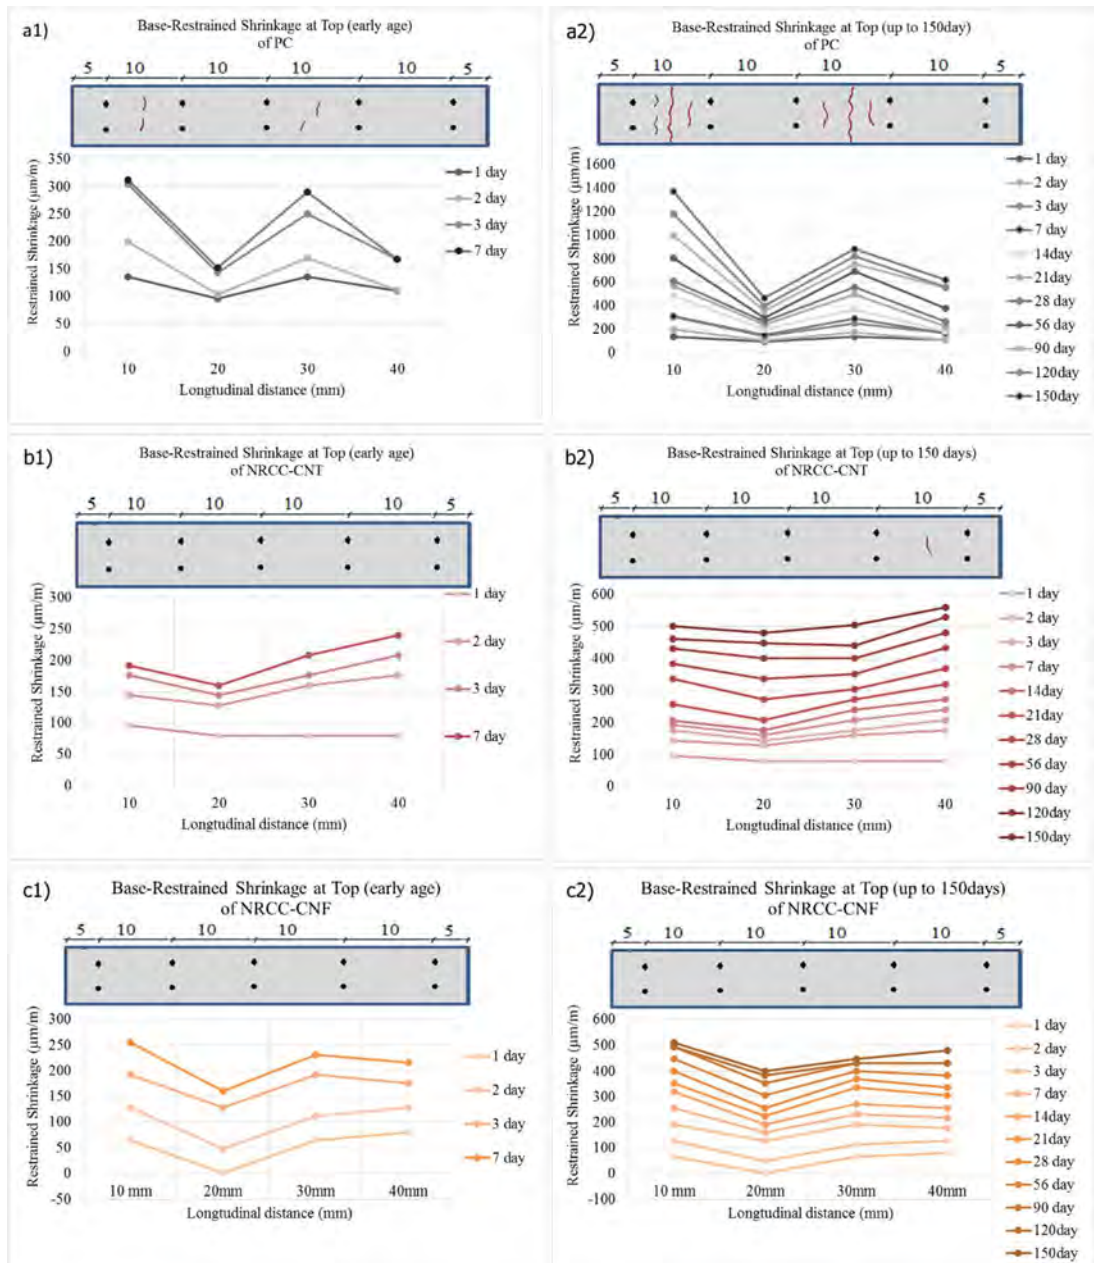 a1)
Base-Restrained Shrinkage at Top (early age)
of PC
5 10 10 10 10 5
Restrained Shrinkage (µm/m)
350
300
250
200
150
100
50
0
10 20 30 40
Longtudinal distance (mm)
1 day
2 day
3 day
7 day
a2)
Base-Restrained Shrinkage at Top (up to 150day)
of PC
5 10 10 10 10 5
Restrained Shrinkage (µm/m)
1600
1400
1200
1000
800
600
400
200
0
10 20 30 40
Longtudinal distance (mm)
1 day
2 day
3 day
7 day
14day
21day
28 day
56 day
90 day
120day
150day
b1)
Base-Restrained Shrinkage at Top (early age)
of NRCC-CNT
5 10 10 10 10 5
Restrained Shrinkage (µm/m)
300
250
200
150
100
50
0
10 20 30 40
Longtudinal distance (mm)
1 day
2 day
3 day
7 day
b2)
Base-Restrained Shrinkage at Top (up to 150 days)
of NRCC-CNT
5 10 10 10 10 5
Restrained Shrinkage (µm/m)
600
500
400
300
200
100
0
10 20 30 40
Longtudinal distance (mm)
1 day
2 day
3 day
7 day
14day
21day
28 day
56 day
90 day
120day
150day
c1)
Base-Restrained Shrinkage at Top (early age)
of NRCC-CNF
5 10 10 10 10 5
Restrained Shrinkage (µm/m)
300
250
200
150
100
50
0
-50
10 mm 20mm 30mm 40mm
Longtudinal distance (mm)
1 day
2 day
3 day
7 day
c2)
Base-Restrained Shrinkage at Top (up to 150days)
of NRCC-CNF
5 10 10 10 10 5
Restrained Shrinkage (µm/m)
600
500
400
300
200
100
0
-100
10 mm 20mm 30mm 40mm
Longtudinal distance (mm)
1 day
2 day
3 day
7 day
14day
21day
28 day
56 day
90 day
120day
150day